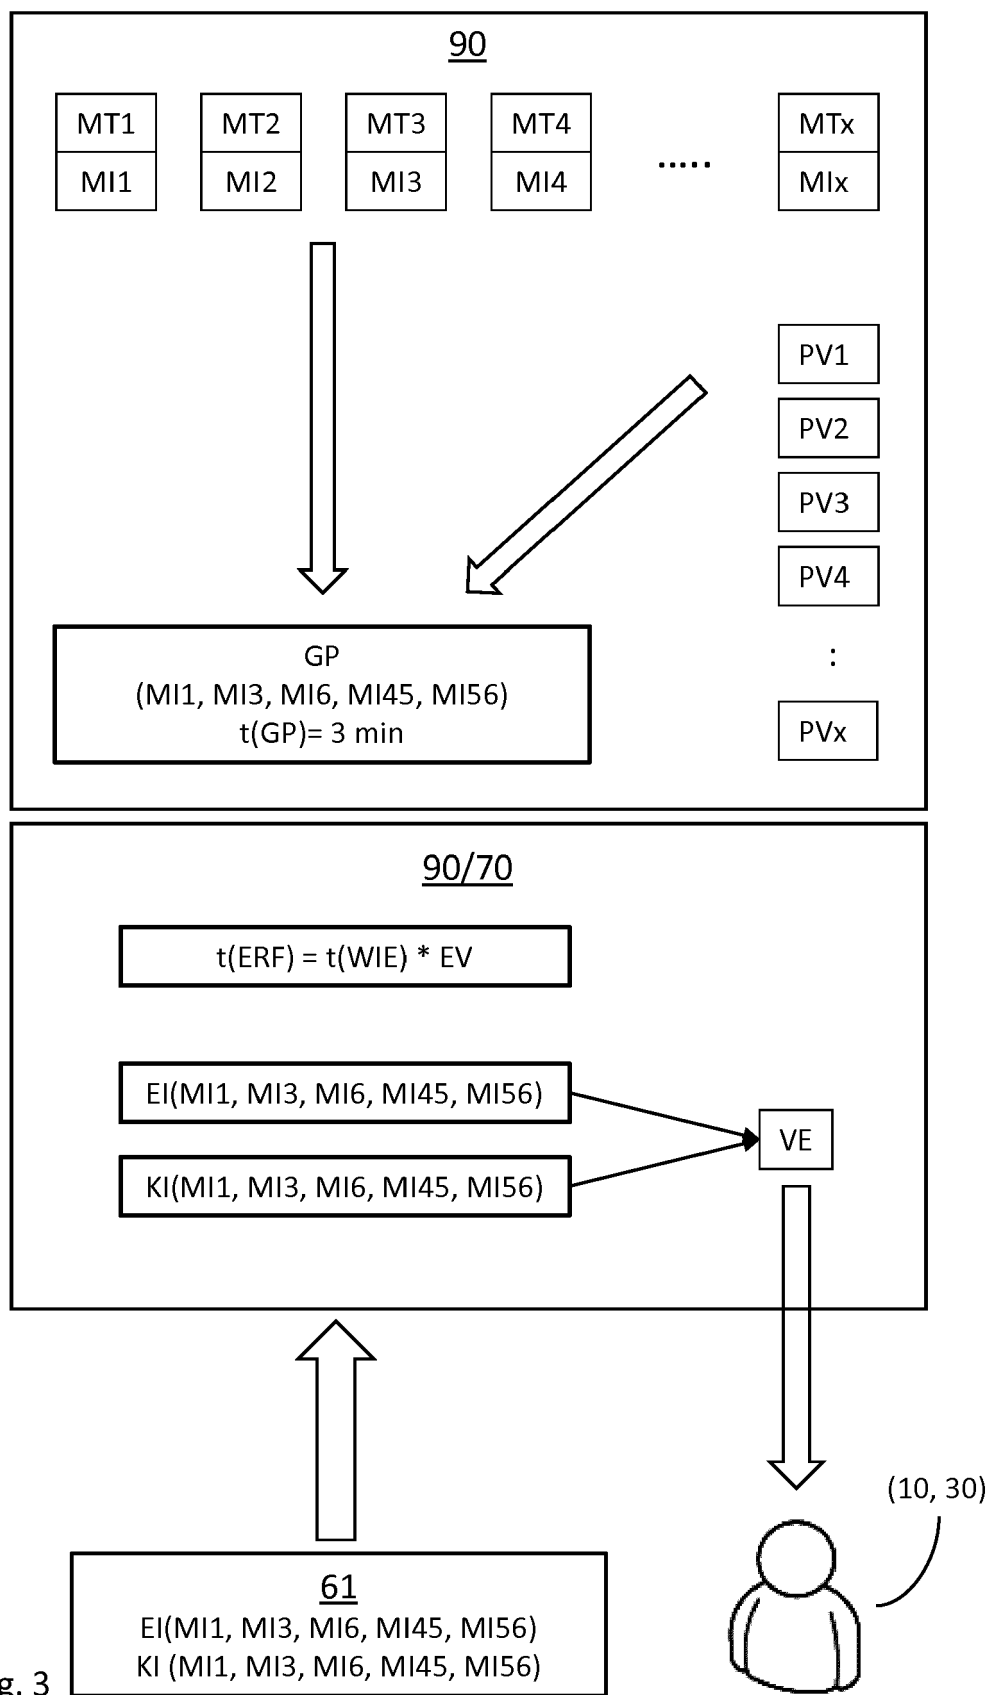 90
MT1 MT2 MT3 MT4 ..... MTx
MI1 MI2 MI3 MI4 MIx
PV1
PV2
PV3
PV4
:
PVx
GP
(MI1, MI3, MI6, MI45, MI56)
t(GP)= 3 min
90/70
t(ERF) = t(WIE) * EV
EI(MI1, MI3, MI6, MI45, MI56)
VE
KI(MI1, MI3, MI6, MI45, MI56)
(10, 30)
61
EI(MI1, MI3, MI6, MI45, MI56)
KI (MI1, MI3, MI6, MI45, MI56)
g. 3